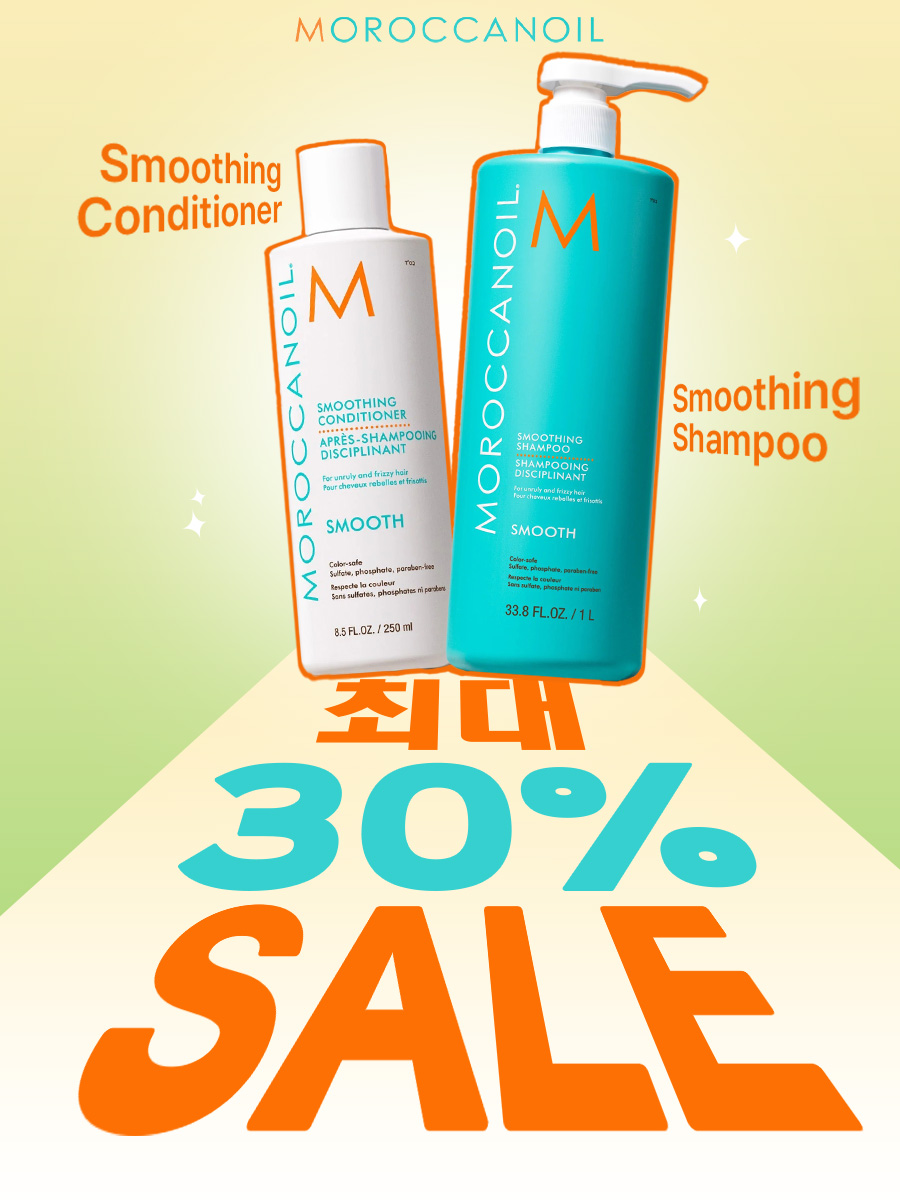 MOROCCANOIL
Smoothing
Conditioner
MOROCCANOIL.
M
SMOOTHING
CONDITIONER
APRÈS-SHAMPOOING
DISCIPLINANT
For unruly and frizzy hair
Pour cheveux rebelles et frisottis
SMOOTH
Color-safe
Sulfate, phosphate, paraben-free
Respecte la couleur
Sans sulfates, phosphates ni parabens
8.5 FL.OZ. / 250 ml
MOROCCANOIL.
M
SMOOTHING
SHAMPOO
SHAMPOOING
DISCIPLINANT
For unruly and frizzy hair
Pour cheveux rebelles et frisottis
SMOOTH
Color-safe
Sulfate, phosphate, paraben-free
Respecte la couleur
Sans sulfates, phosphates ni paraben
33.8 FL.OZ. / 1 L
Smoothing
Shampoo
최대
30%
SALE